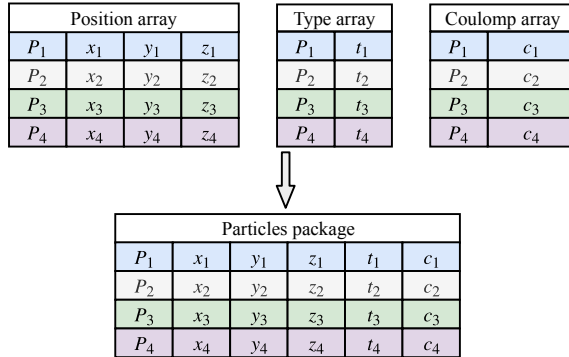 Position array Type array Coulomp array
P1 x1 y1 z1 P1 t1 P1 c1
P2 x2 y2 z2 P2 t2 P2 c2
P3 x3 y3 z3 P3 t3 P3 c3
P4 x4 y4 z4 P4 t4 P4 c4
Particles package
P1 x1 y1 z1 t1 c1
P2 x2 y2 z2 t2 c2
P3 x3 y3 z3 t3 c3
P4 x4 y4 z4 t4 c4